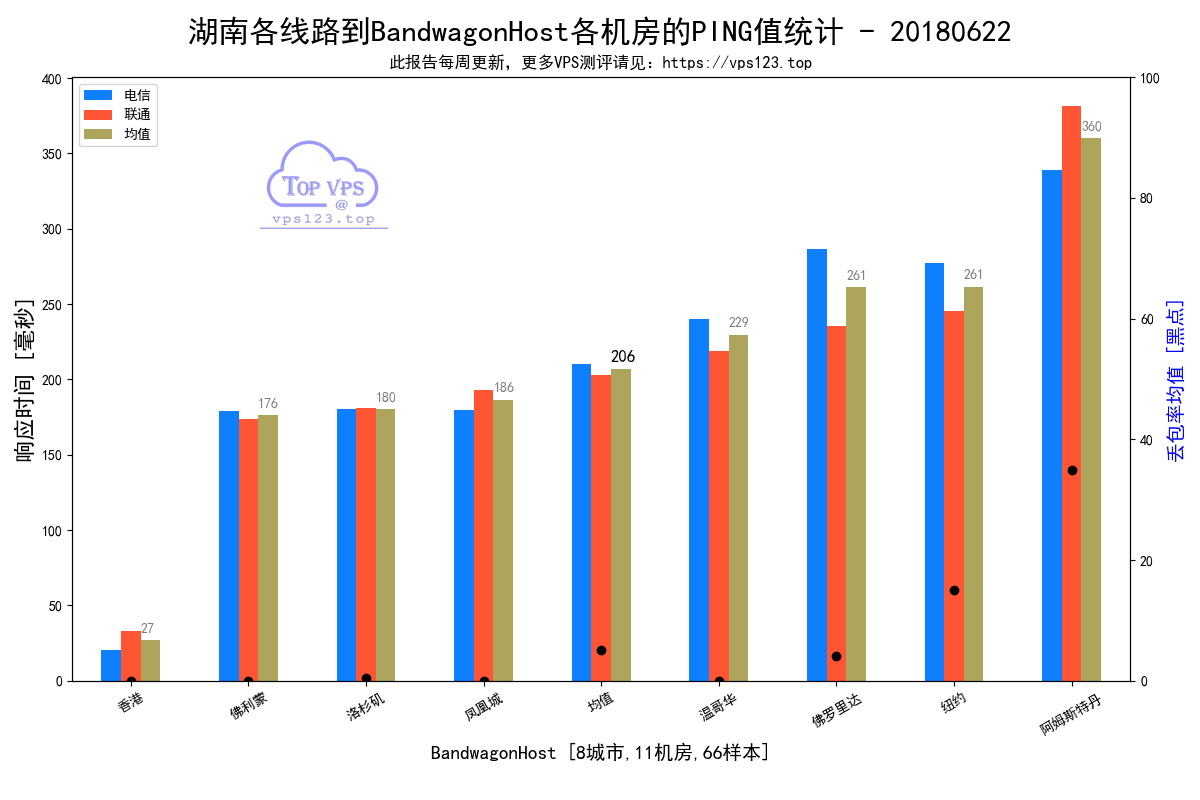 湖南各线路到BandwagonHost各机房的PING值统计 - 20180622
此报告每周更新，更多VPS测评请见：https://vps123.top
电信
联通
均值
TOP VPS
@
vps123.top
响应时间 [毫秒]
400
350
300
250
200
150
100
50
0
27
176
180
186
206
229
261
261
360
100
80
60
40
20
0
丢包率均值 [黑点]
香港
佛利蒙
洛杉矶
凤凰城
均值
温哥华
佛罗里达
纽约
阿姆斯特丹
BandwagonHost [8城市,11机房,66样本]